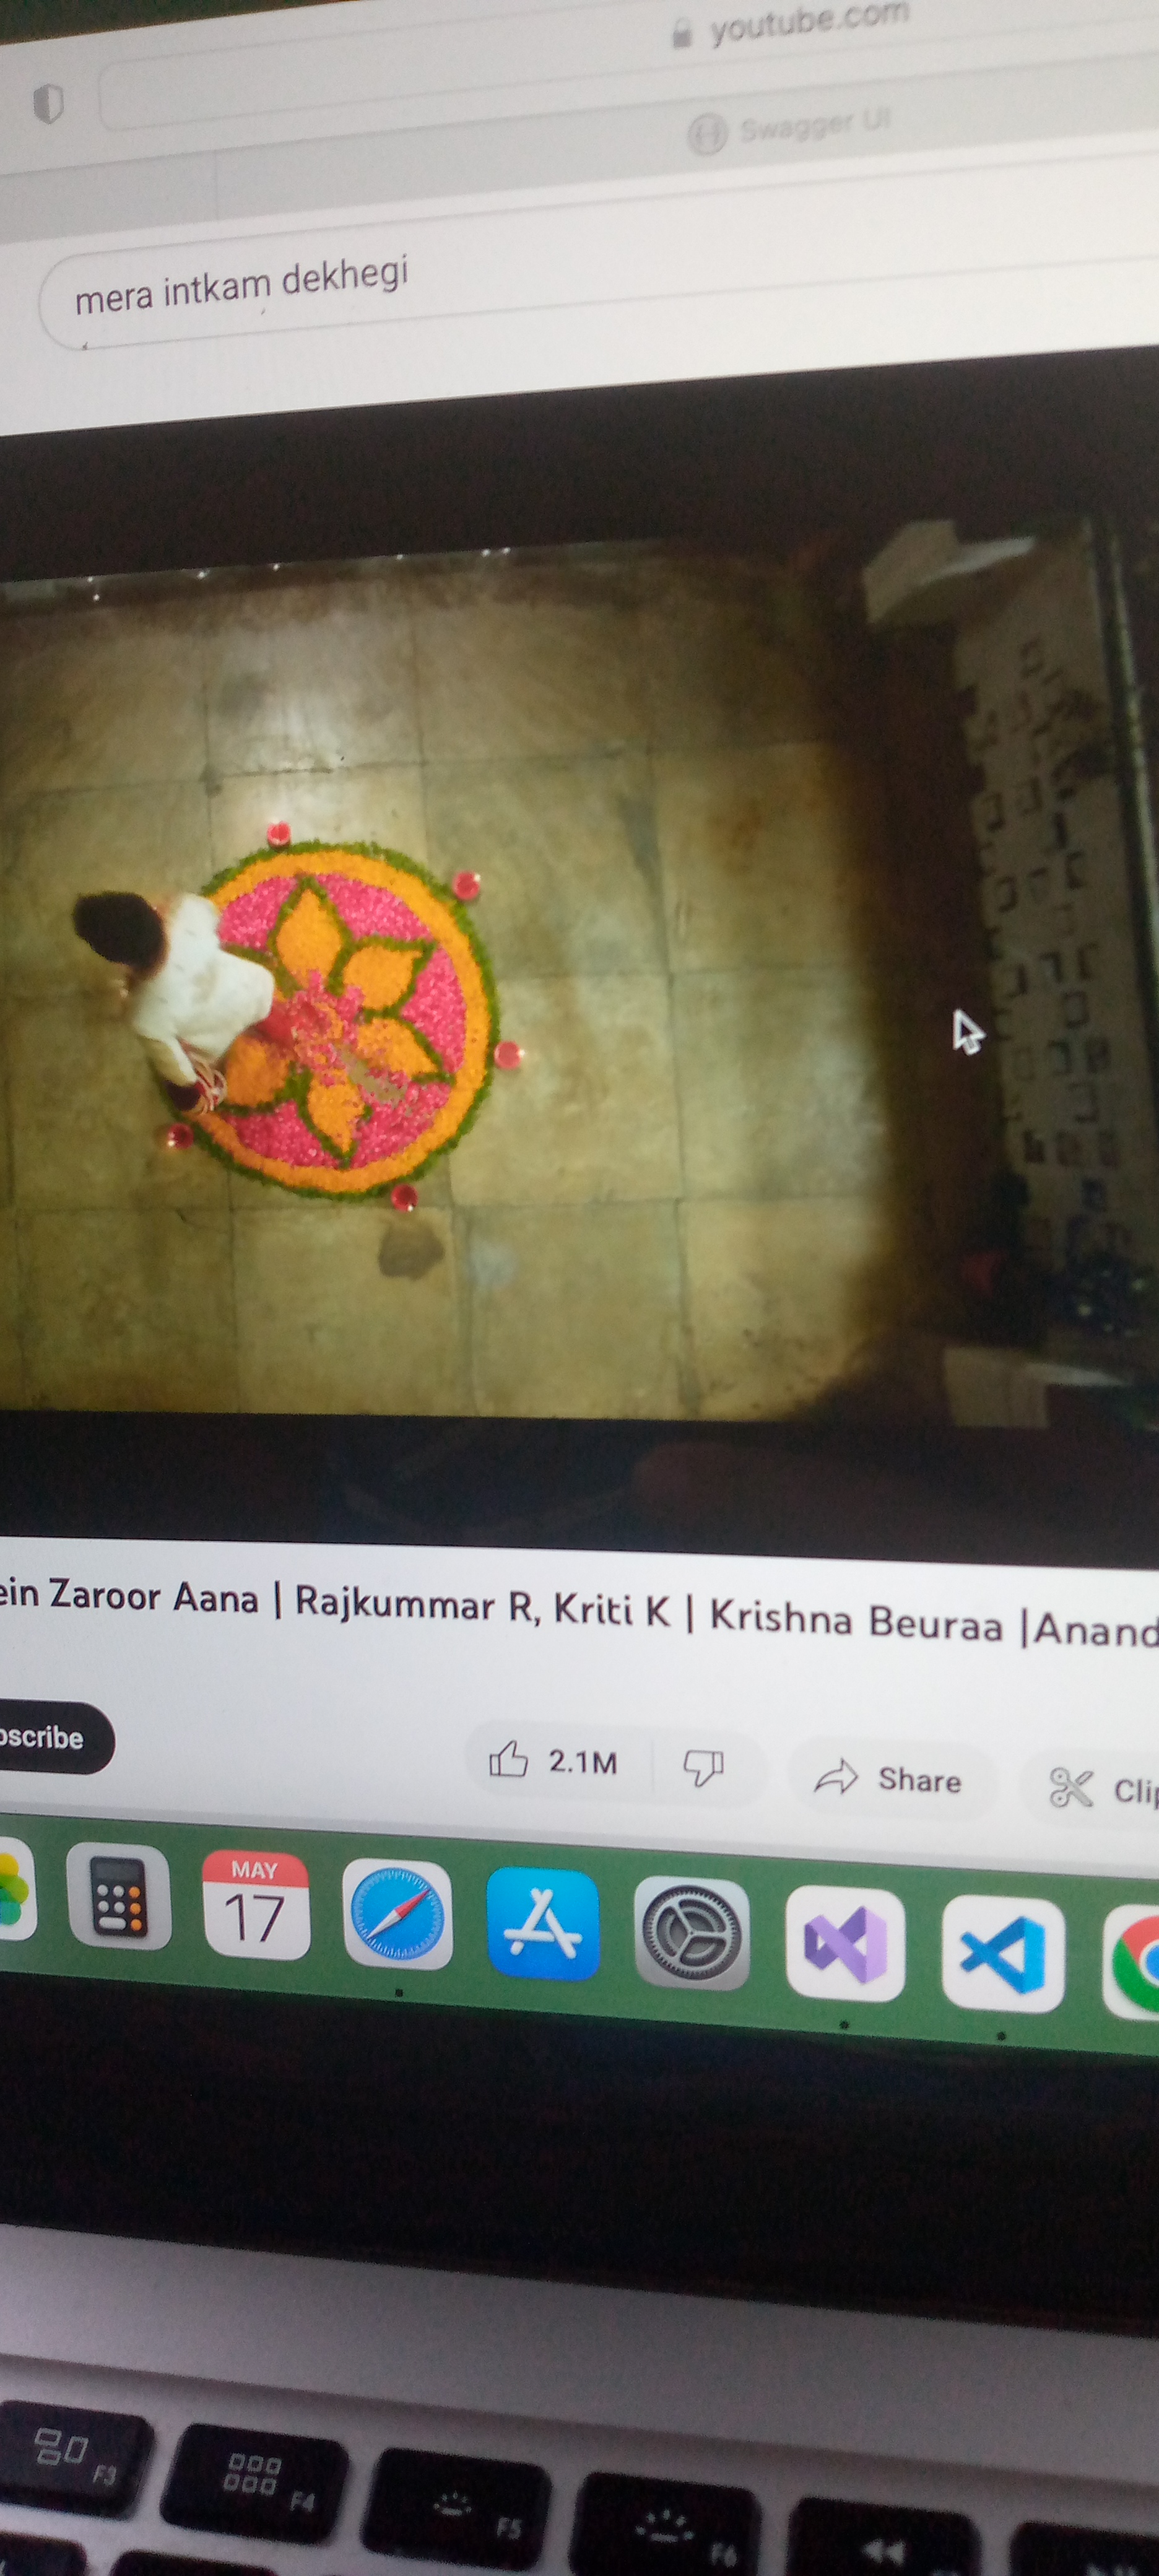 youtube.com
Swagger UI
mera intkam dekhegi
ein Zaroor Aana | Rajkummar R, Kriti K | Krishna Beuraa |Anand
bscribe
2.1M
Share
Clip
MAY
17
F3
F4
F5
F6